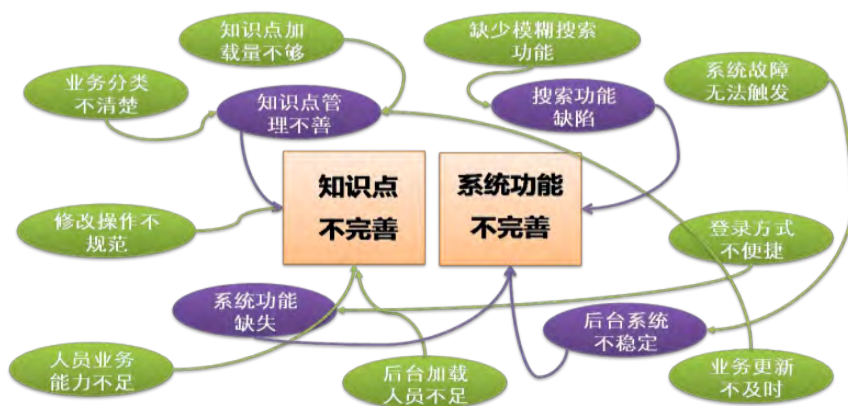 知识点加
载量不够
缺少模糊搜索
功能
系统故障
无法触发
业务分类
不清楚
知识点管
理不善
搜索功能
缺陷
知识点
不完善
系统功能
不完善
修改操作不
规范
登录方式
不便捷
系统功能
缺失
后台系统
不稳定
人员业务
能力不足
后台加载
人员不足
业务更新
不及时